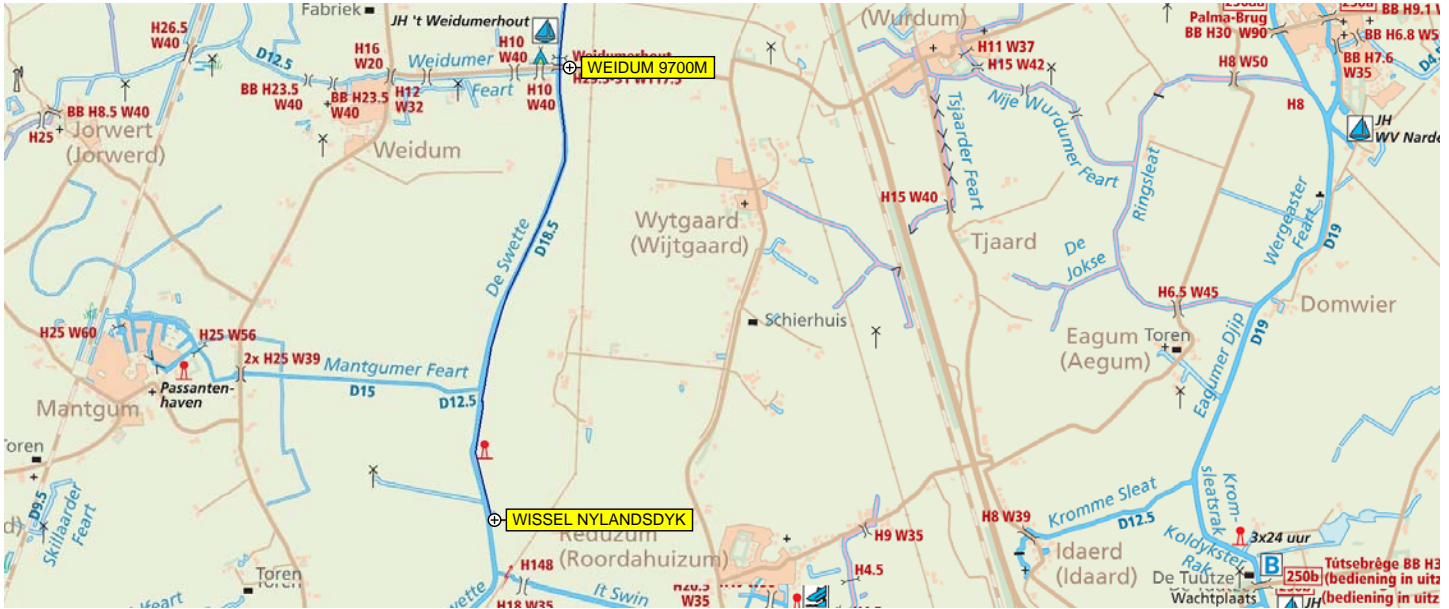 Fabriek
JH 't Weidumerhout
H26.5
W40
D12.5
H16
W20
Weidumer
Feart
H10
W40
Weidumerhout
WEIDUM 9700M
H10
W40
BB H23.5
W40
BB H23.5
W40
H12
W32
BB H8.5 W40
H25
Jorwert
(Jorwerd)
Weidum
(Wurdum)
H11 W37
H15 W42
Palma-Brug
BB H30 W90
BB H9.1
BB H6.8 W5
BB H7.6
W35
H8 W50
H8
JH
WV Narde
Tsjaarder Feart
Nije Wurdumer
Feart
Ringsleat
H15 W40
Tjaard
De
Jokse
Wergeaster
Feart
D19
Wytgaard
(Wijtgaard)
De Swette
D18.5
H6.5 W45
Domwier
Schierhuis
Eagum
(Aegum)
Toren
Eagumer Djip
D19
H25 W60
H25 W56
2x H25 W39
Mantgumer Feart
D15
D12.5
Passanten-
haven
Mantgum
Toren
D9.5
Skillaarder
Feart
WISSEL NYLANDSDYK
Reduzum
(Roordahuizum)
H9 W35
H4.5
H8 W39
Kromme Sleat
D12.5
Krom-
sleatsrak
Koldykster
Rak
3x24 uur
Idaerd
(Idaard)
De Tuutze
Wachtplaats
B
250b
Tútsebrêge BB H3
(bediening in uitz
(bediening in uitz
JH
Toren
H148
It Swin
H18 W35
W35